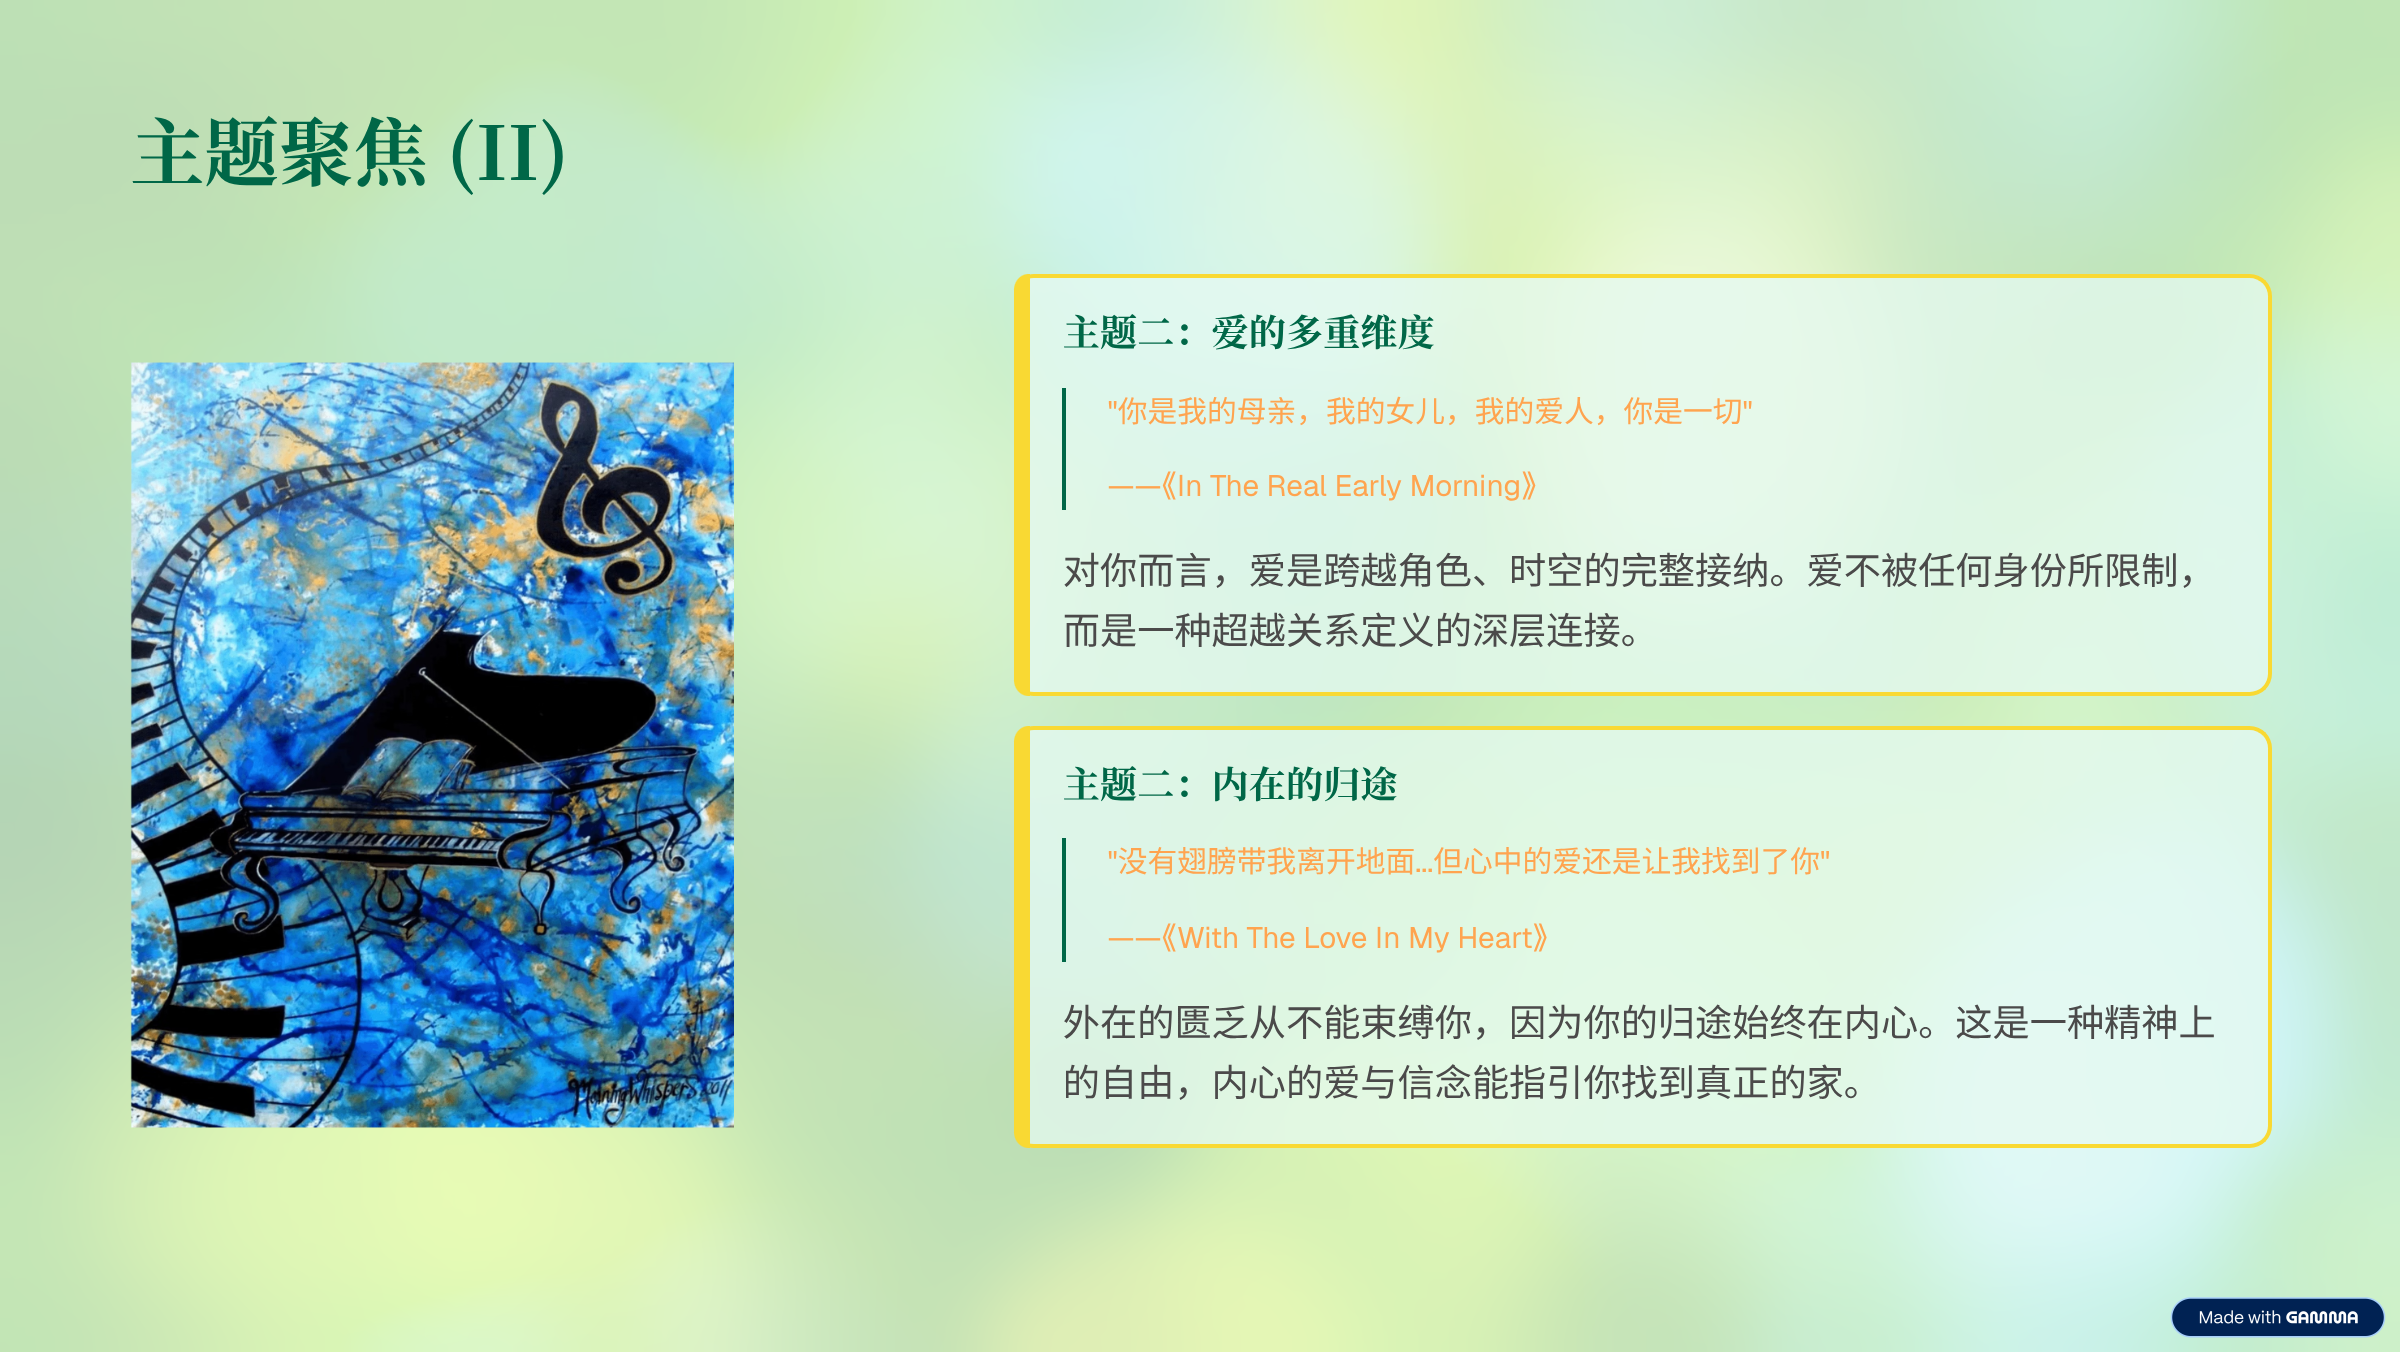 主题聚焦 (II)
MorningWhispers 2011
主题二：爱的多重维度
"你是我的母亲，我的女儿，我的爱人，你是一切"
——《In The Real Early Morning》
对你而言，爱是跨越角色、时空的完整接纳。爱不被任何身份所限制，
而是一种超越关系定义的深层连接。
主题二：内在的归途
"没有翅膀带我离开地面...但心中的爱还是让我找到了你"
——《With The Love In My Heart》
外在的匮乏从不能束缚你，因为你的归途始终在内心。这是一种精神上
的自由，内心的爱与信念能指引你找到真正的家。
Made with GAMMA